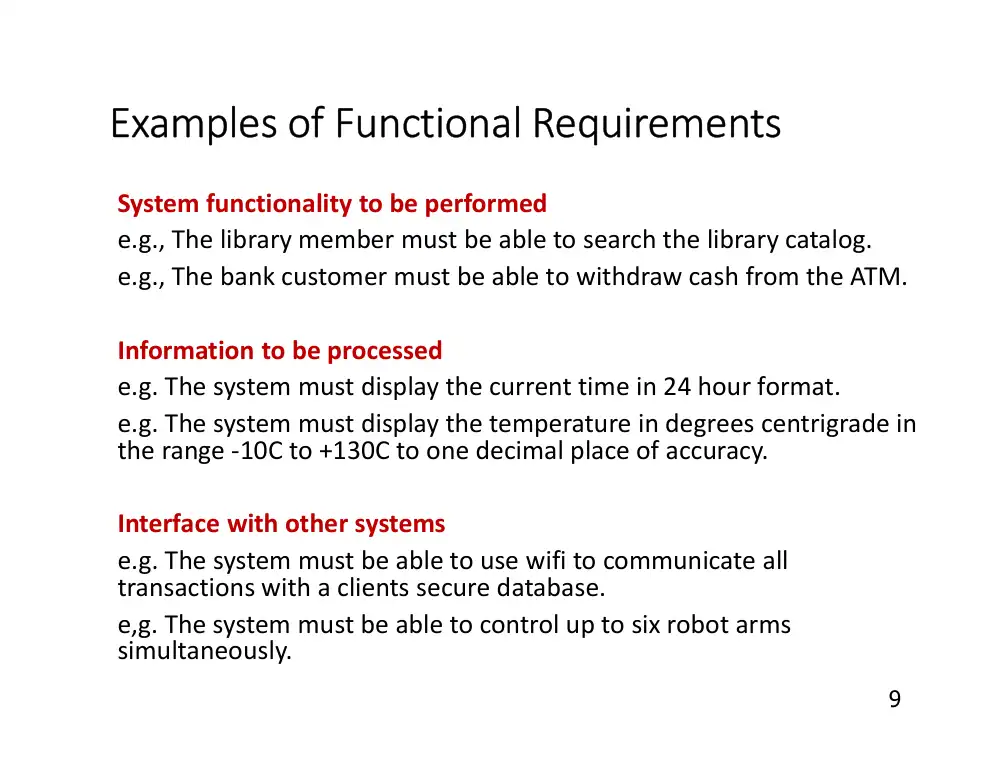 Examples of Functional Requirements
System functionality to be performed
e.g., The library member must be able to search the library catalog.
e.g., The bank customer must be able to withdraw cash from the ATM.
Information to be processed
e.g. The system must display the current time in 24 hour format.
e.g. The system must display the temperature in degrees centrigrade in
the range -10C to +130C to one decimal place of accuracy.
Interface with other systems
e.g. The system must be able to use wifi to communicate all
transactions with a clients secure database.
e,g. The system must be able to control up to six robot arms
simultaneously.
9